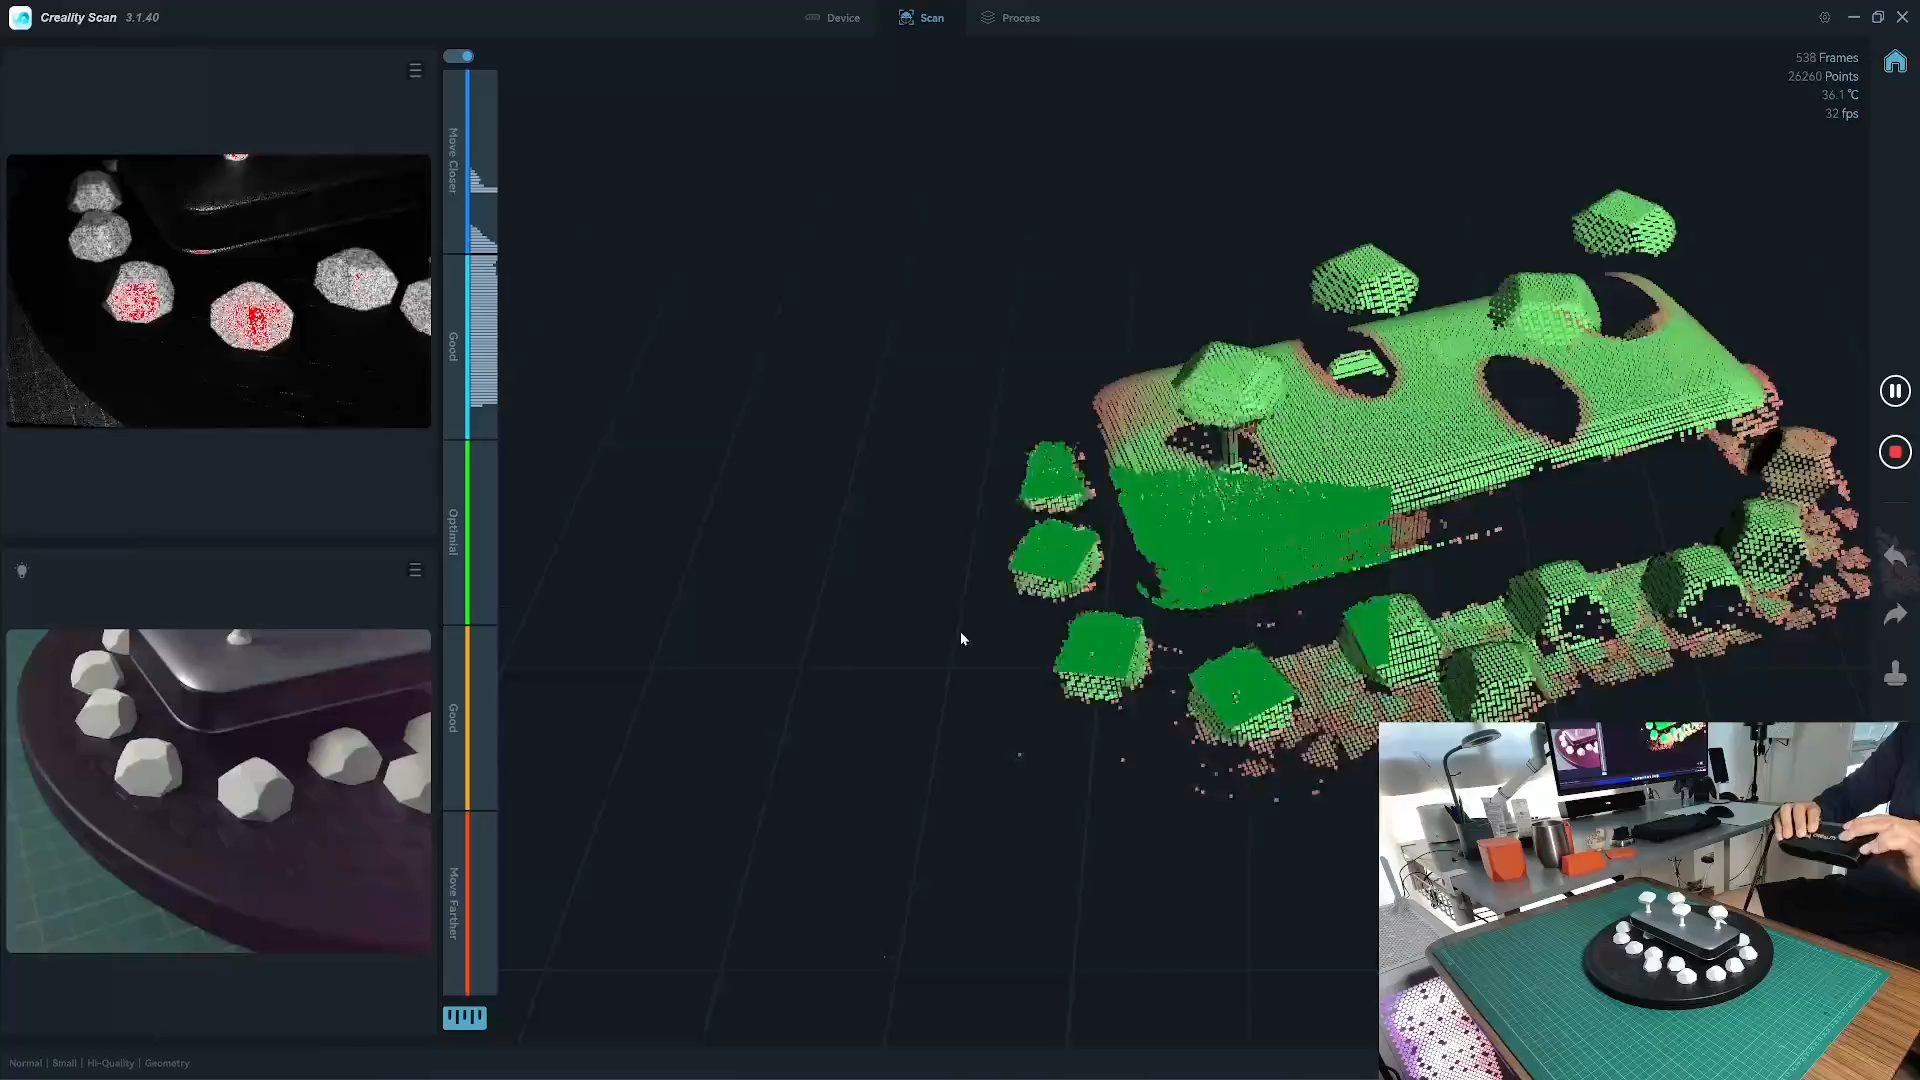 Creality Scan 3.1.40
Device
Scan
Process
538 Frames
26260 Points
36.1 °C
32 fps
Move Closer
Good
Optimial
Good
Move Farther
Normal | Small | Hi-Quality | Geometry